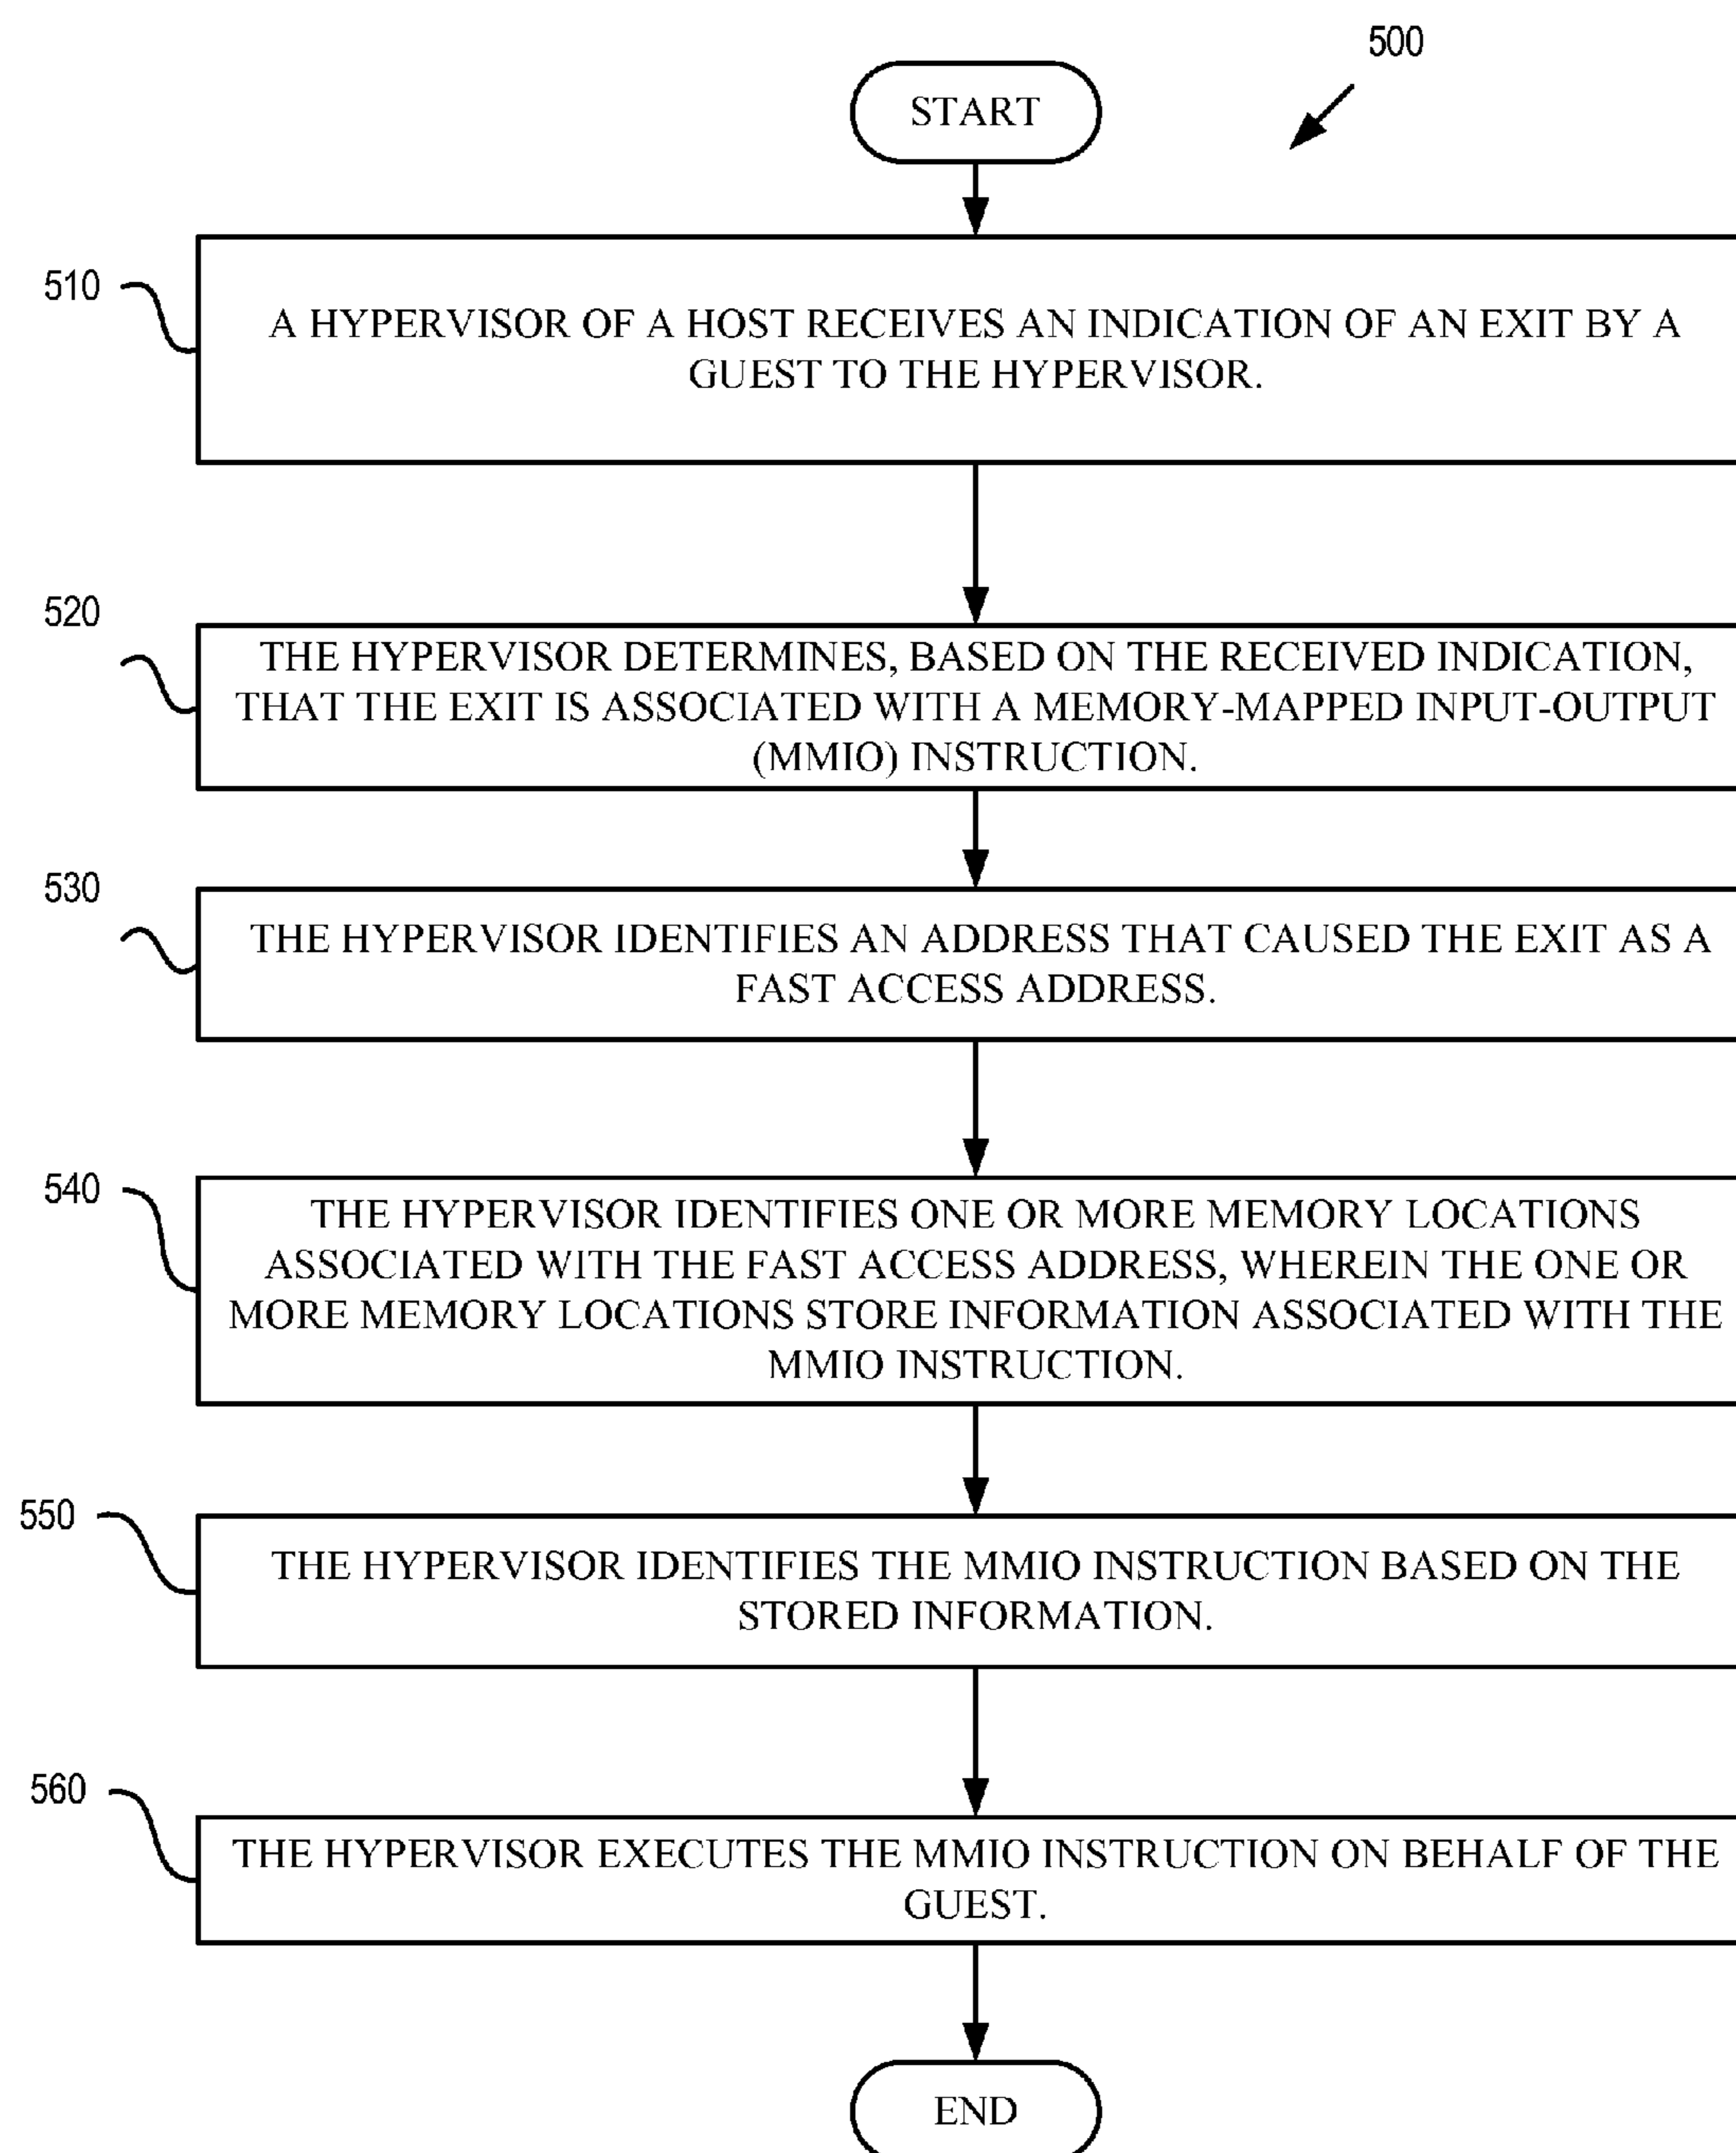 500
START
510
A HYPERVISOR OF A HOST RECEIVES AN INDICATION OF AN EXIT BY A
GUEST TO THE HYPERVISOR.
520
THE HYPERVISOR DETERMINES, BASED ON THE RECEIVED INDICATION,
THAT THE EXIT IS ASSOCIATED WITH A MEMORY-MAPPED INPUT-OUTPUT
(MMIO) INSTRUCTION.
530
THE HYPERVISOR IDENTIFIES AN ADDRESS THAT CAUSED THE EXIT AS A
FAST ACCESS ADDRESS.
540
THE HYPERVISOR IDENTIFIES ONE OR MORE MEMORY LOCATIONS
ASSOCIATED WITH THE FAST ACCESS ADDRESS, WHEREIN THE ONE OR
MORE MEMORY LOCATIONS STORE INFORMATION ASSOCIATED WITH THE
MMIO INSTRUCTION.
550
THE HYPERVISOR IDENTIFIES THE MMIO INSTRUCTION BASED ON THE
STORED INFORMATION.
560
THE HYPERVISOR EXECUTES THE MMIO INSTRUCTION ON BEHALF OF THE
GUEST.
END